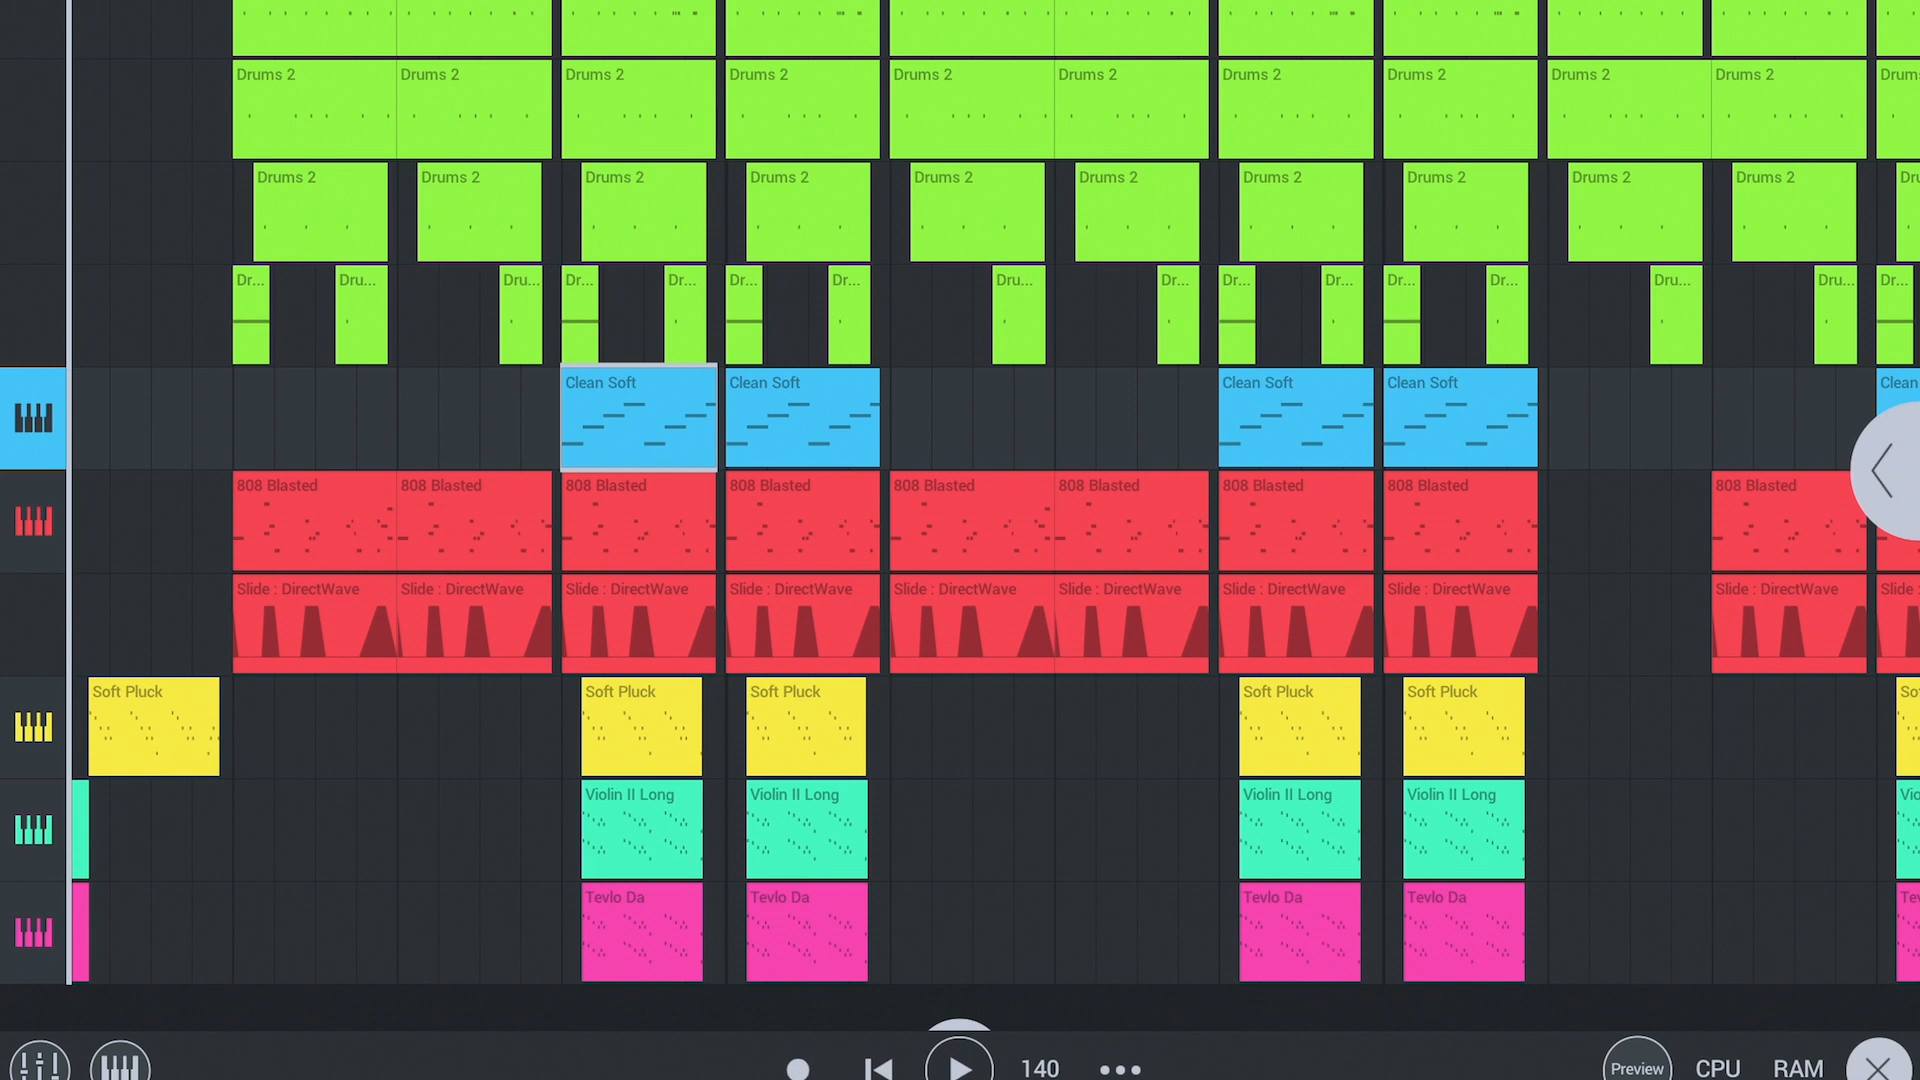 Drums 2 Drums 2 Drums 2 Drums 2 Drums 2 Drums 2 Drums 2 Drums 2 Drums 2 Drums 2 Drum
Drums 2 Drums 2 Drums 2 Drums 2 Drums 2 Drums 2 Drums 2 Drums 2 Drums 2 Drums 2 Dru
Dr... Dru... Dru... Dr... Dr... Dr... Dr... Dru... Dr... Dr... Dr... Dr... Dr... Dru... Dru... Dr...
Clean Soft Clean Soft Clean Soft Clean Soft Clean
808 Blasted 808 Blasted 808 Blasted 808 Blasted 808 Blasted 808 Blasted 808 Blasted 808 Blasted 808 Blasted
Slide : DirectWave Slide : DirectWave Slide : DirectWave Slide : DirectWave Slide : DirectWave Slide : DirectWave Slide : DirectWave Slide : DirectWave Slide : DirectWave Slide :
Soft Pluck Soft Pluck Soft Pluck Soft Pluck Soft Pluck So
Violin II Long Violin II Long Violin II Long Violin II Long Vio
Tevlo Da Tevlo Da Tevlo Da Tevlo Da Tev
140 Preview CPU RAM